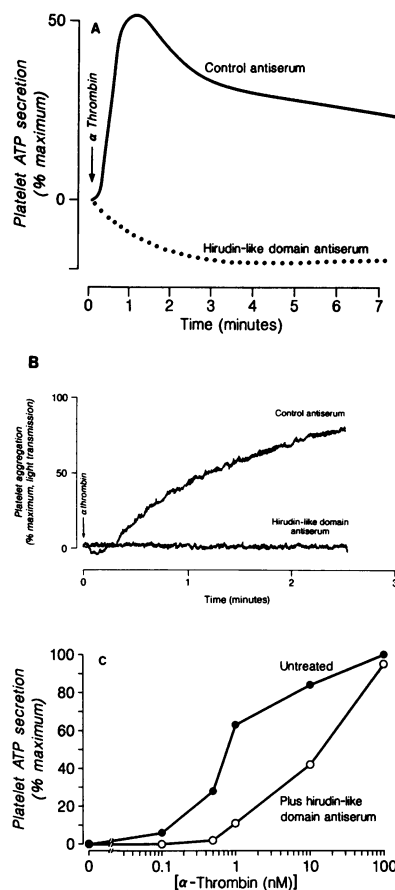 A
50
0
Platelet ATP secretion
(% maximum)
α Thrombin
Control antiserum
Hirudin-like domain antiserum
0 1 2 3 4 5 6 7
Time (minutes)
B
100
50
0
Platelet aggregation
(% maximum, light transmission)
α thrombin
Control antiserum
Hirudin-like domain
antiserum
0 1 2 3
Time (minutes)
C
100
80
60
40
20
0
Platelet ATP secretion
(% maximum)
Untreated
Plus hirudin-like
domain antiserum
0 0.1 1 10 100
[α-Thrombin (nM)]